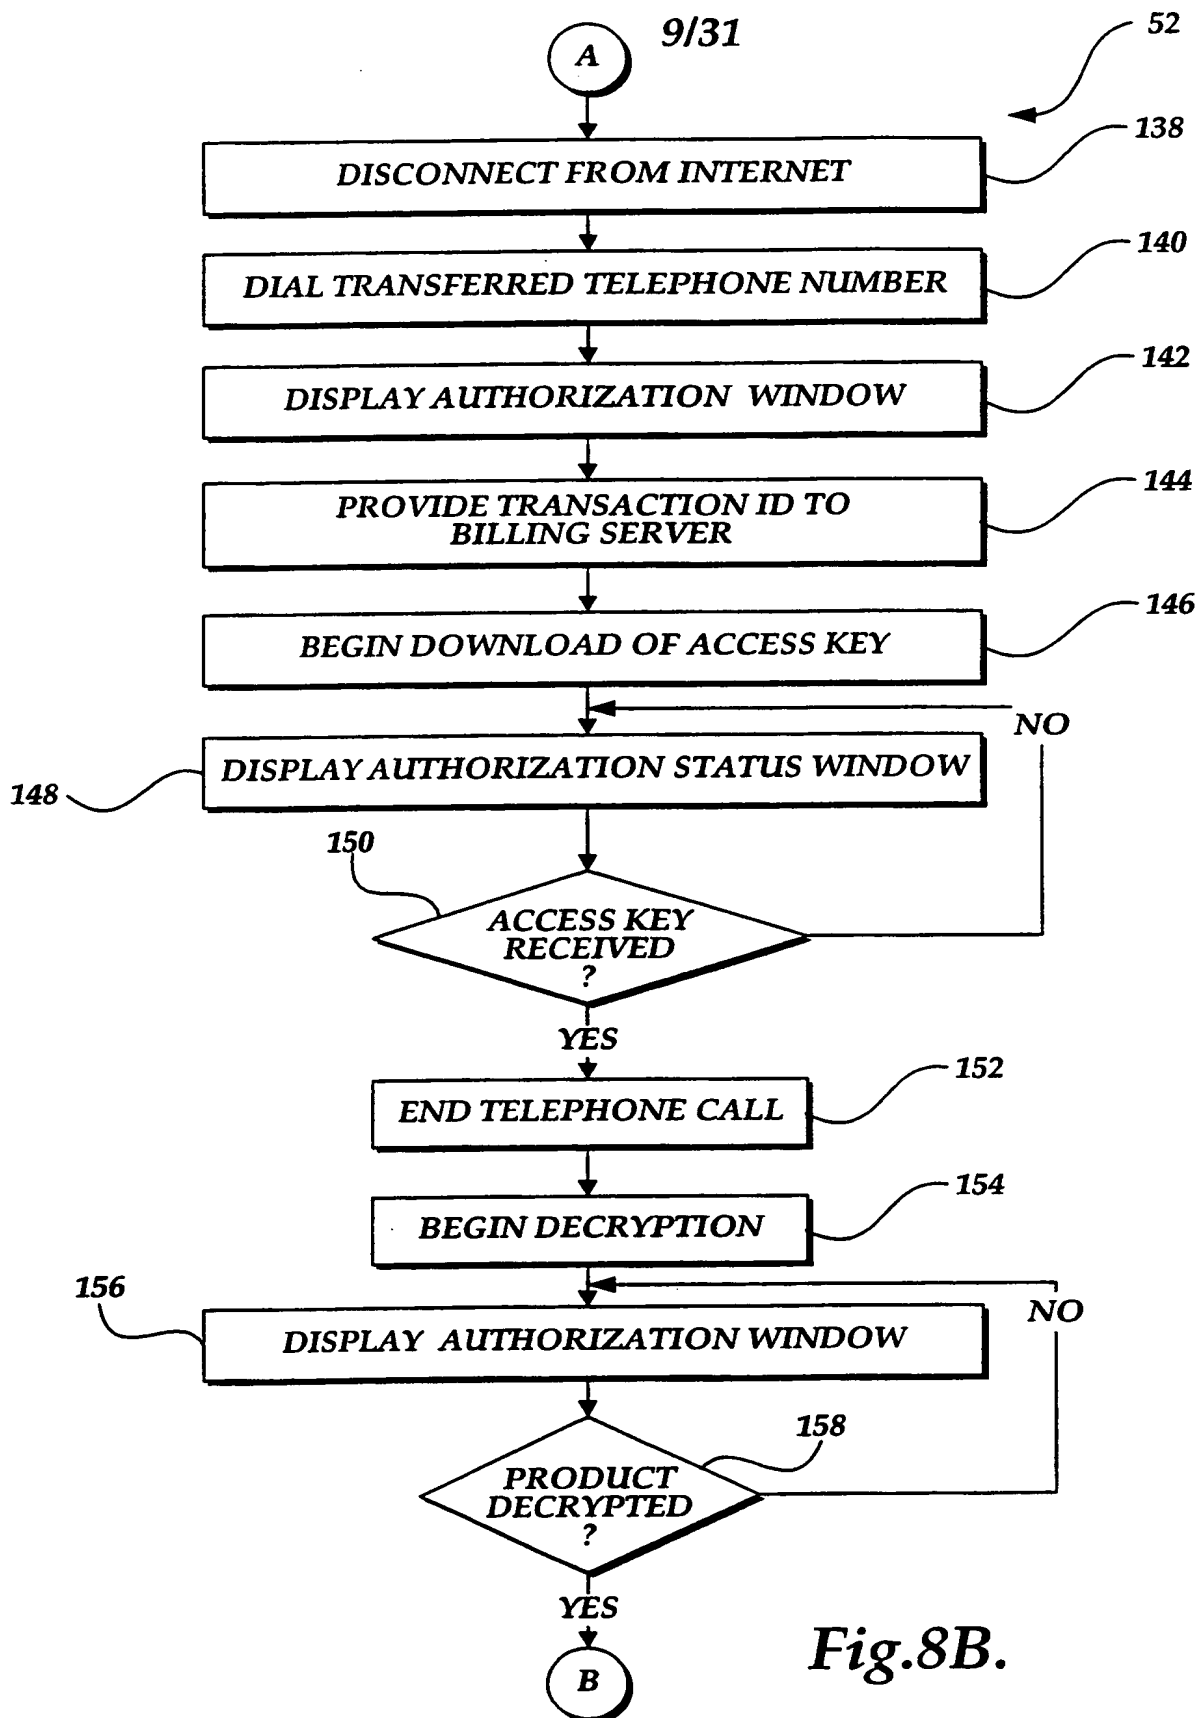 9/31
A
52
138
DISCONNECT FROM INTERNET
140
DIAL TRANSFERRED TELEPHONE NUMBER
142
DISPLAY AUTHORIZATION WINDOW
144
PROVIDE TRANSACTION ID TO
BILLING SERVER
146
BEGIN DOWNLOAD OF ACCESS KEY
NO
148
DISPLAY AUTHORIZATION STATUS WINDOW
150
ACCESS KEY
RECEIVED
?
YES
152
END TELEPHONE CALL
154
BEGIN DECRYPTION
156
NO
DISPLAY AUTHORIZATION WINDOW
158
PRODUCT
DECRYPTED
?
YES
B
Fig.8B.